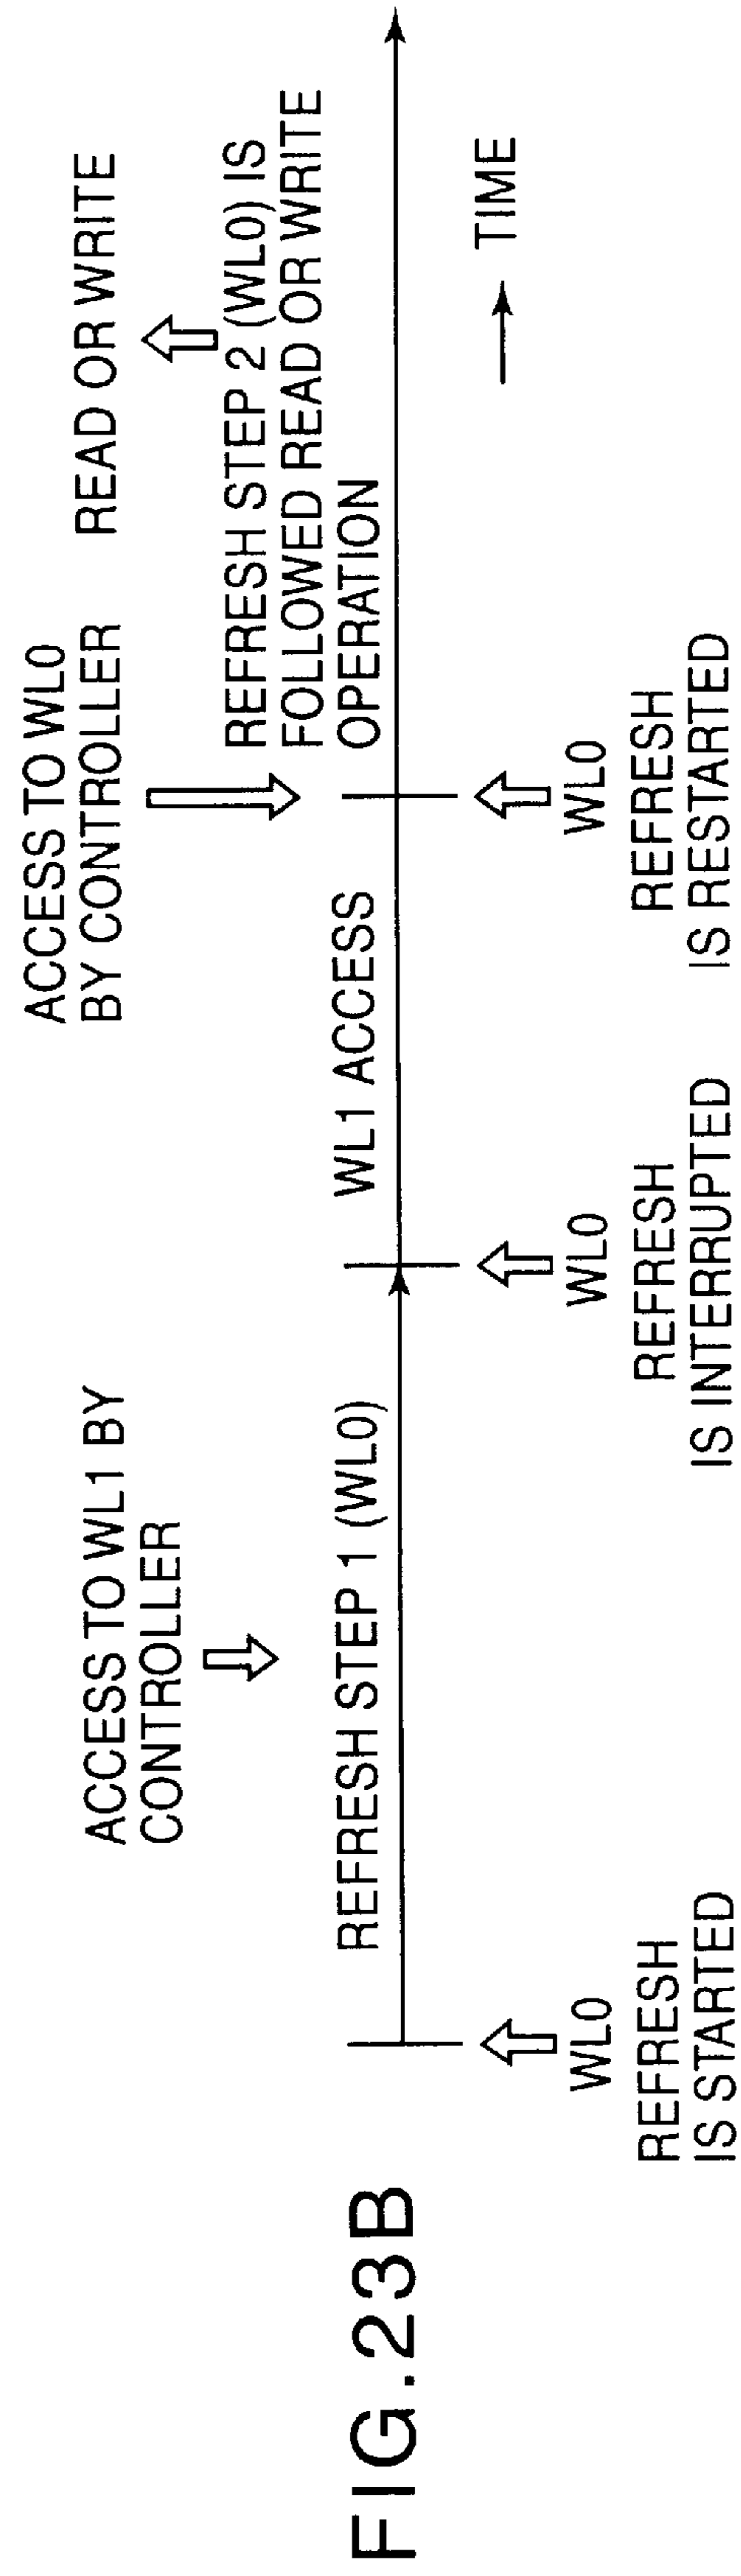 FIG.23B
ACCESS TO WL1 BY
CONTROLLER
ACCESS TO WL0
BY CONTROLLER
READ OR WRITE
REFRESH STEP 1 (WL0)
WL1 ACCESS
REFRESH STEP 2 (WL0) IS
FOLLOWED READ OR WRITE
OPERATION
WL0
REFRESH
IS STARTED
WL0
REFRESH
IS INTERRUPTED
WL0
REFRESH
IS RESTARTED
TIME